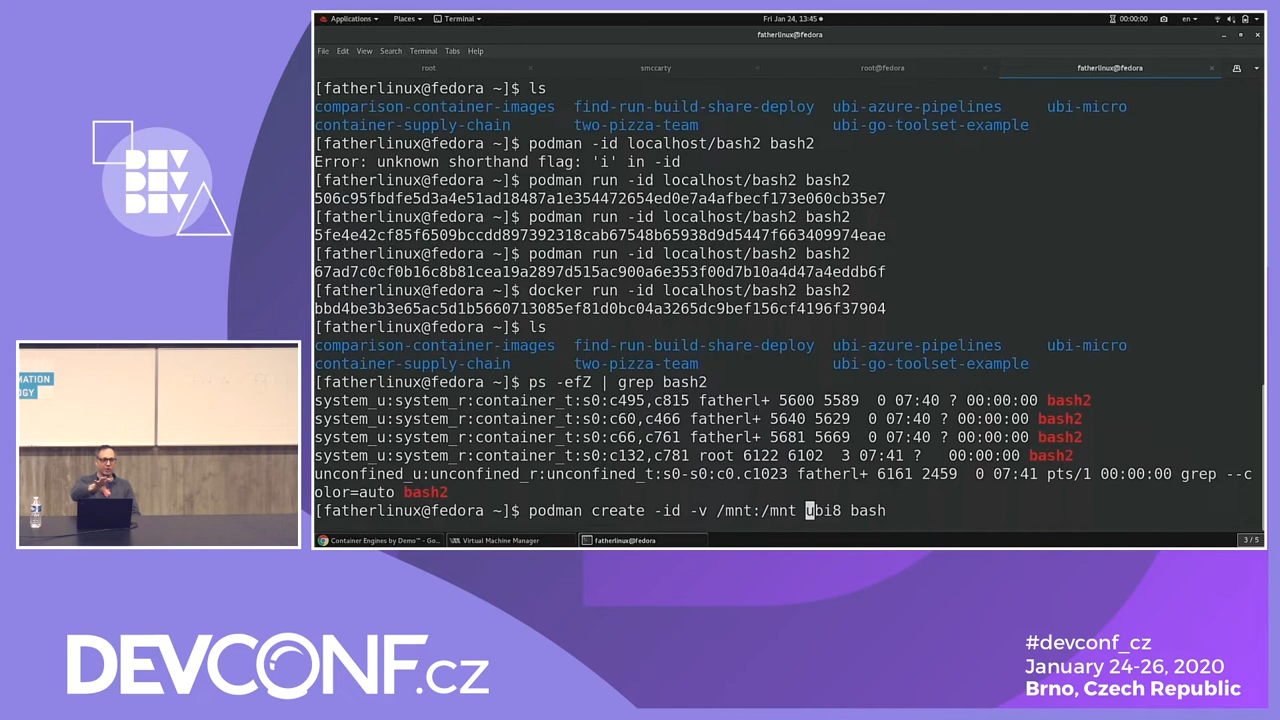 DEV
DEV
DEV
Applications Places Terminal Fri Jan 24, 13:45 00:00:00 en
fatherlinux@fedora
File Edit View Search Terminal Tabs Help
root smccarty root@fedora fatherlinux@fedora
[fatherlinux@fedora ~]$ ls
comparison-container-images find-run-build-share-deploy ubi-azure-pipelines ubi-micro
container-supply-chain two-pizza-team ubi-go-toolset-example
[fatherlinux@fedora ~]$ podman -id localhost/bash2 bash2
Error: unknown shorthand flag: 'i' in -id
[fatherlinux@fedora ~]$ podman run -id localhost/bash2 bash2
506c95fbdfe5d3a4e51ad18487a1e354472654ed0e7a4afbecf173e060cb35e7
[fatherlinux@fedora ~]$ podman run -id localhost/bash2 bash2
5fe4e42cf85f6509bccdd897392318cab67548b65938d9d5447f663409974eae
[fatherlinux@fedora ~]$ podman run -id localhost/bash2 bash2
67ad7c0cf0b16c8b81cea19a2897d515ac900a6e353f00d7b10a4d47a4eddb6f
[fatherlinux@fedora ~]$ docker run -id localhost/bash2 bash2
bbd4be3b3e65ac5d1b5660713085ef81d0bc04a3265dc9bef156cf4196f37904
[fatherlinux@fedora ~]$ ls
comparison-container-images find-run-build-share-deploy ubi-azure-pipelines ubi-micro
container-supply-chain two-pizza-team ubi-go-toolset-example
[fatherlinux@fedora ~]$ ps -efZ | grep bash2
system_u:system_r:container_t:s0:c495,c815 fatherl+ 5600 5589 0 07:40 ? 00:00:00 bash2
system_u:system_r:container_t:s0:c60,c466 fatherl+ 5640 5629 0 07:40 ? 00:00:00 bash2
system_u:system_r:container_t:s0:c66,c761 fatherl+ 5681 5669 0 07:40 ? 00:00:00 bash2
system_u:system_r:container_t:s0:c132,c781 root 6122 6102 3 07:41 ? 00:00:00 bash2
unconfined_u:unconfined_r:unconfined_t:s0-s0:c0.c1023 fatherl+ 6161 2459 0 07:41 pts/1 00:00:00 grep --c
olor=auto bash2
[fatherlinux@fedora ~]$ podman create -id -v /mnt:/mnt ubi8 bash
Container Engines by Demo™ - Go... Virtual Machine Manager fatherlinux@fedora 3 / 5
MATION
DEVCONF.cz
#devconf_cz
January 24-26, 2020
Brno, Czech Republic